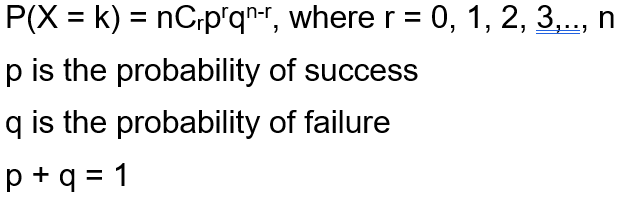 P(X = k) = nCᵣpʳqⁿ⁻ʳ, where r = 0, 1, 2, 3,..., n
p is the probability of success
q is the probability of failure
p + q = 1